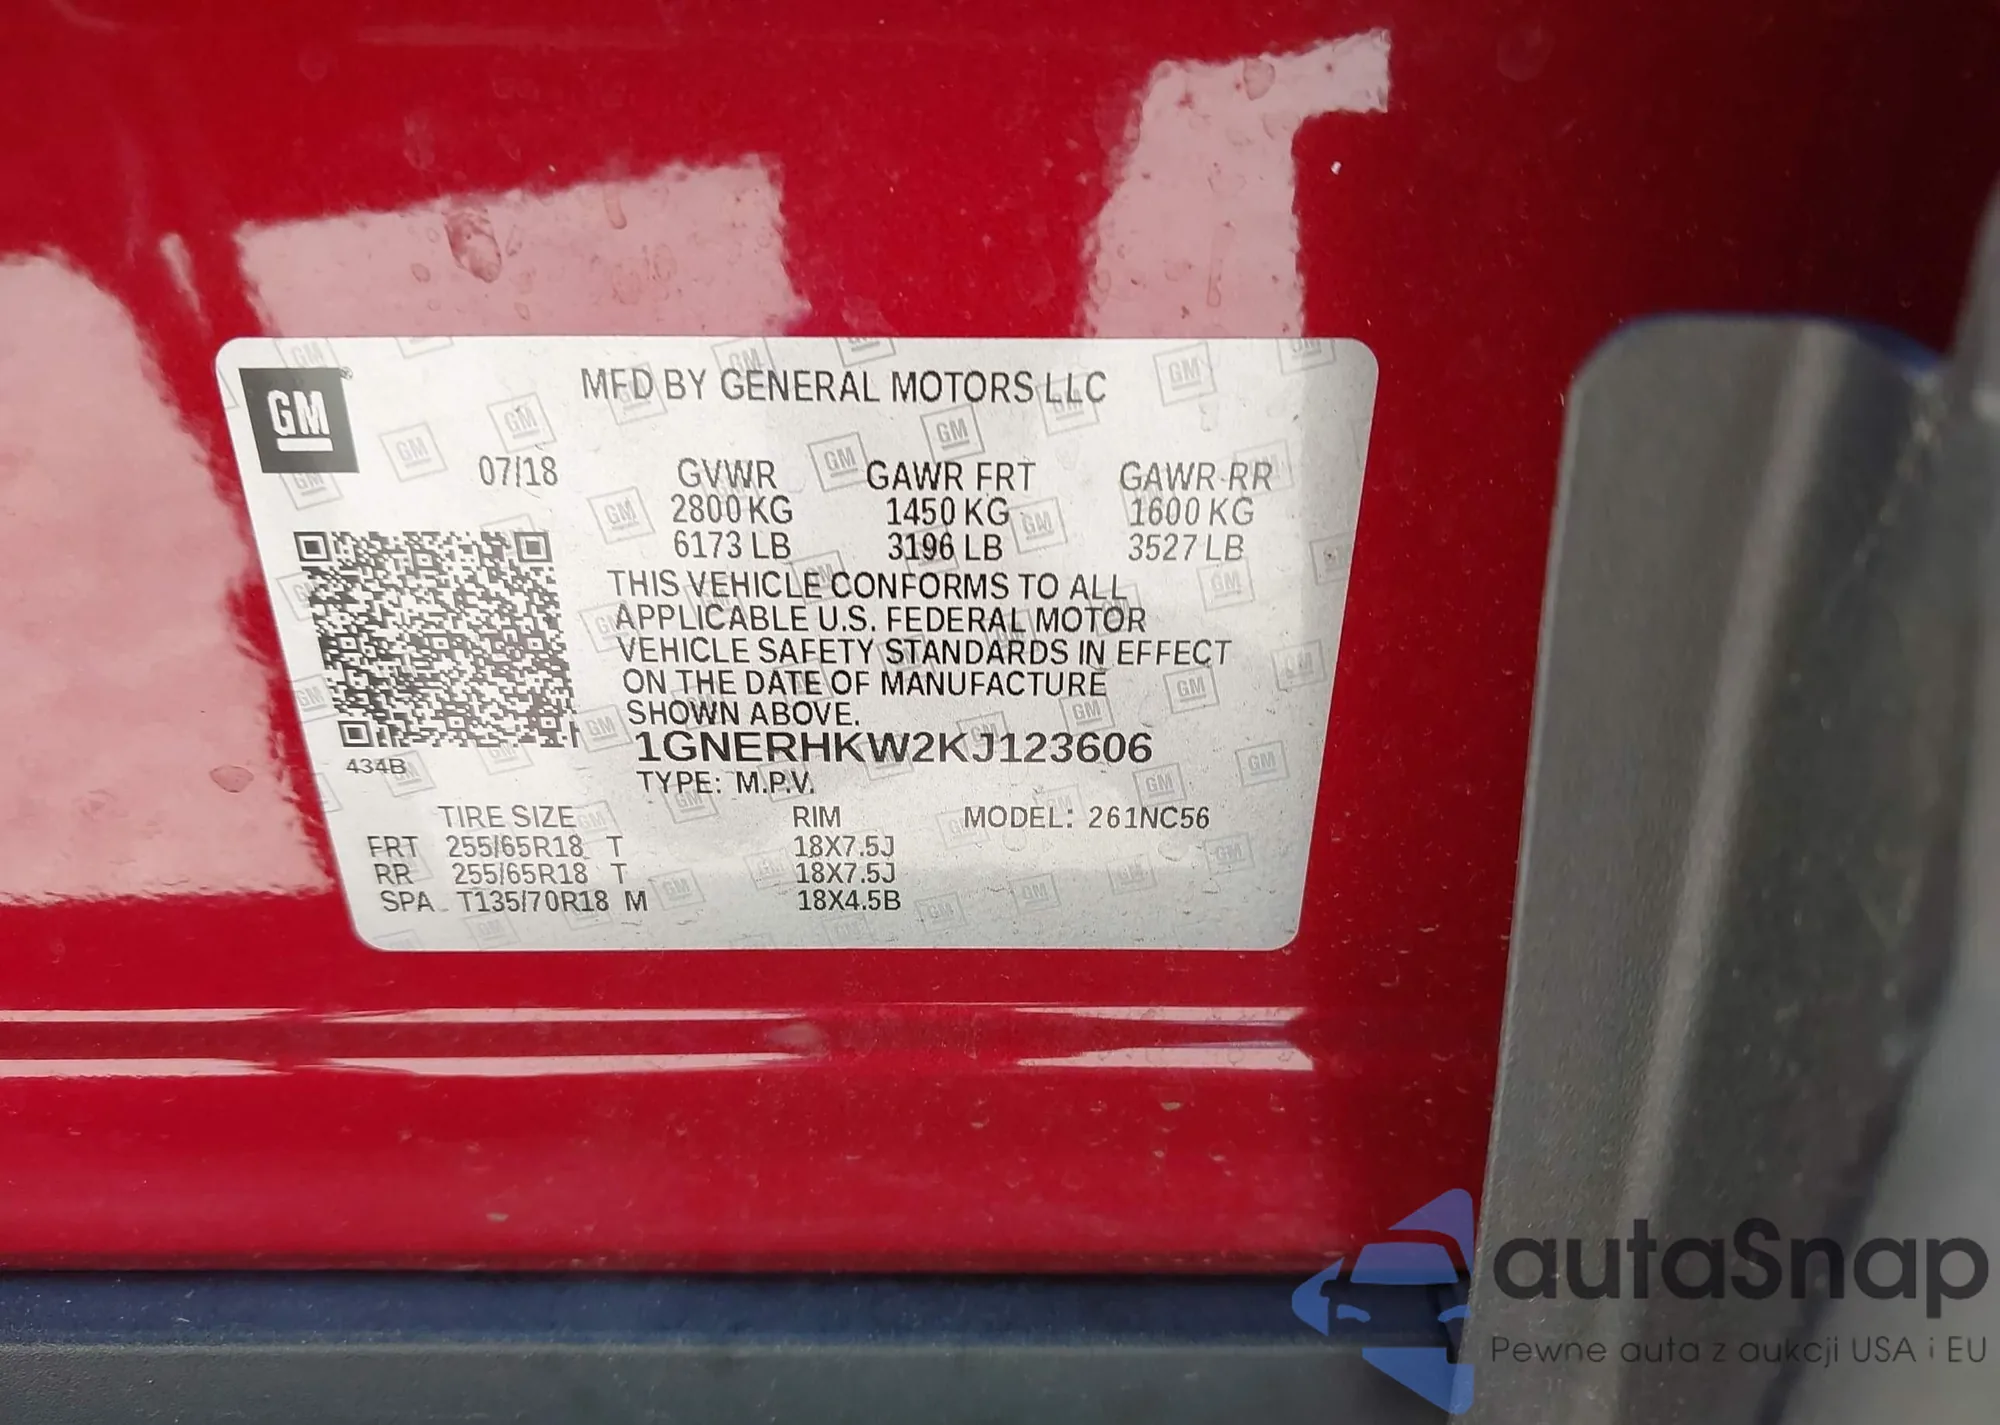 GM
MFD BY GENERAL MOTORS LLC
07/18 GVWR GAWR FRT GAWR RR
2800 KG 1450 KG 1600 KG
6173 LB 3196 LB 3527 LB
THIS VEHICLE CONFORMS TO ALL
APPLICABLE U.S. FEDERAL MOTOR
VEHICLE SAFETY STANDARDS IN EFFECT
ON THE DATE OF MANUFACTURE
SHOWN ABOVE.
1GNERHKW2KJ123606
434B
TYPE: M.P.V.
TIRE SIZE RIM MODEL: 261NC56
FRT 255/65R18 T 18X7.5J
RR 255/65R18 T 18X7.5J
SPA T135/70R18 M 18X4.5B
autaSnap
Pewne auta z aukcji USA i EU